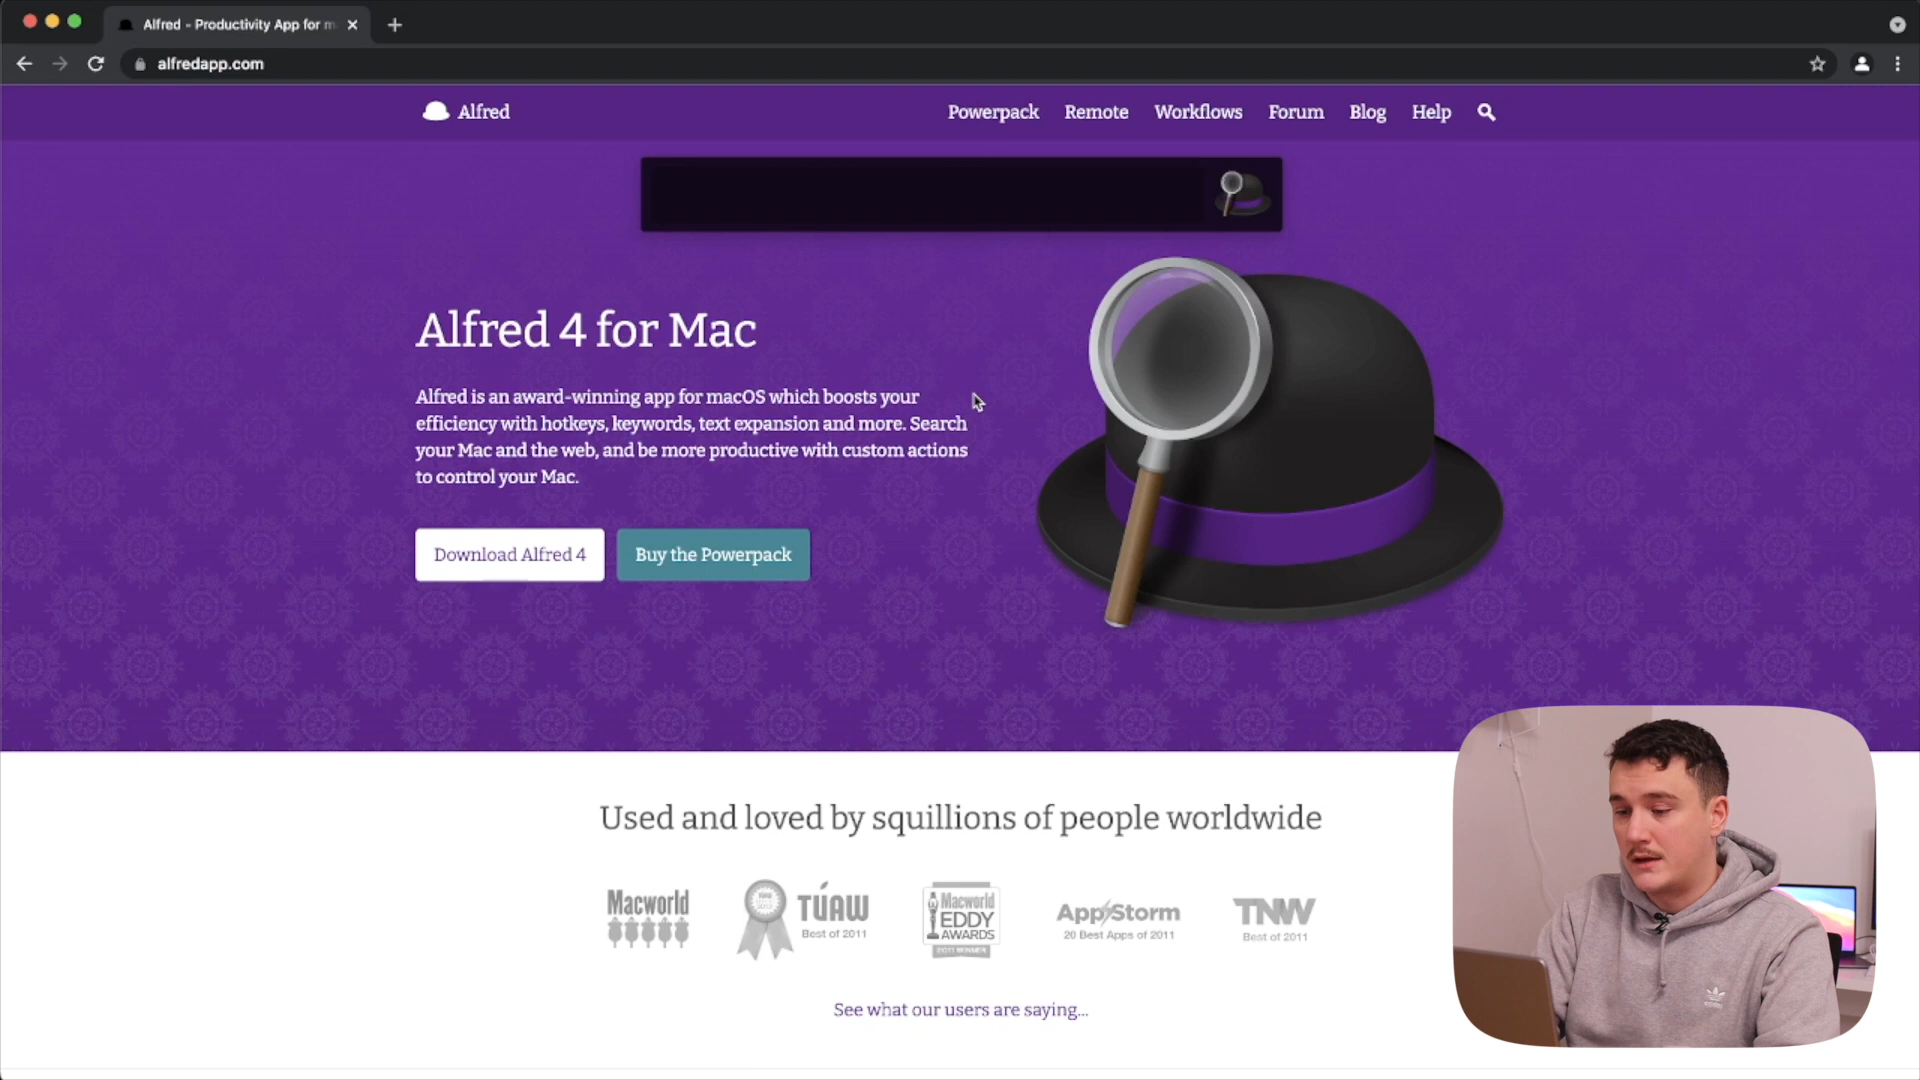 Alfred - Productivity App for m
alfredapp.com
Alfred
Powerpack Remote Workflows Forum Blog Help
Alfred 4 for Mac
Alfred is an award-winning app for macOS which boosts your
efficiency with hotkeys, keywords, text expansion and more. Search
your Mac and the web, and be more productive with custom actions
to control your Mac.
Download Alfred 4
Buy the Powerpack
Used and loved by squillions of people worldwide
Macworld
TUAW
Best of 2011
Macworld
EDDY
AWARDS
2011 WINNER
AppStorm
20 Best Apps of 2011
TNW
Best of 2011
See what our users are saying...